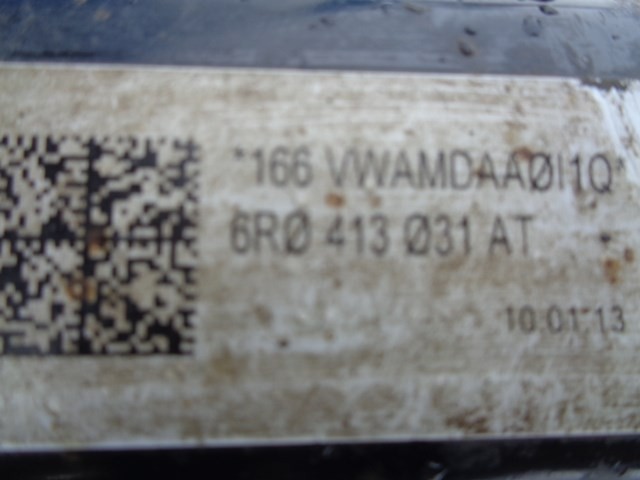 *166 VWAMDAAØI1Q*
6RØ 413 Ø31 AT
10.01.13